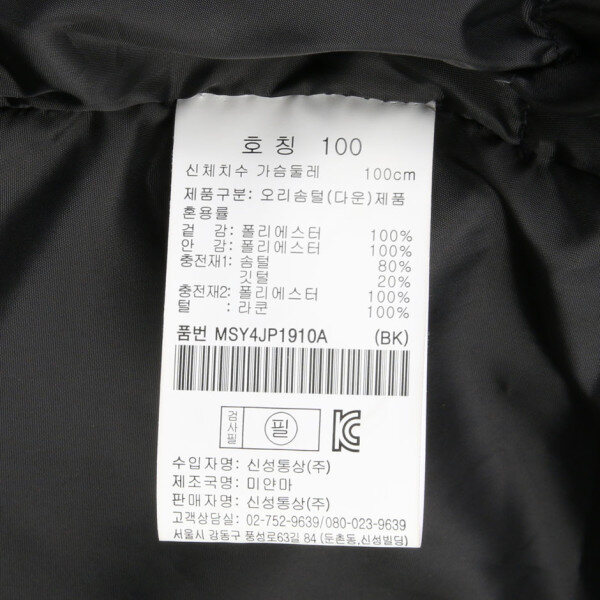 호칭 100
신체치수 가슴둘레 100cm
제품구분: 오리솜털(다운)제품
혼용률
겉 감: 폴리에스터 100%
안 감: 폴리에스터 100%
충전재1: 솜털 80%
깃털 20%
충전재2: 폴리에스터 100%
털 : 라쿤 100%
품번 MSY4JP1910A (BK)
검사필 필 KC
수입자명: 신성통상(주)
제조국명: 미얀마
판매자명: 신성통상(주)
고객상담실: 02-752-9639/080-023-9639
서울시 강동구 풍성로63길 84 (둔촌동,신성빌딩)